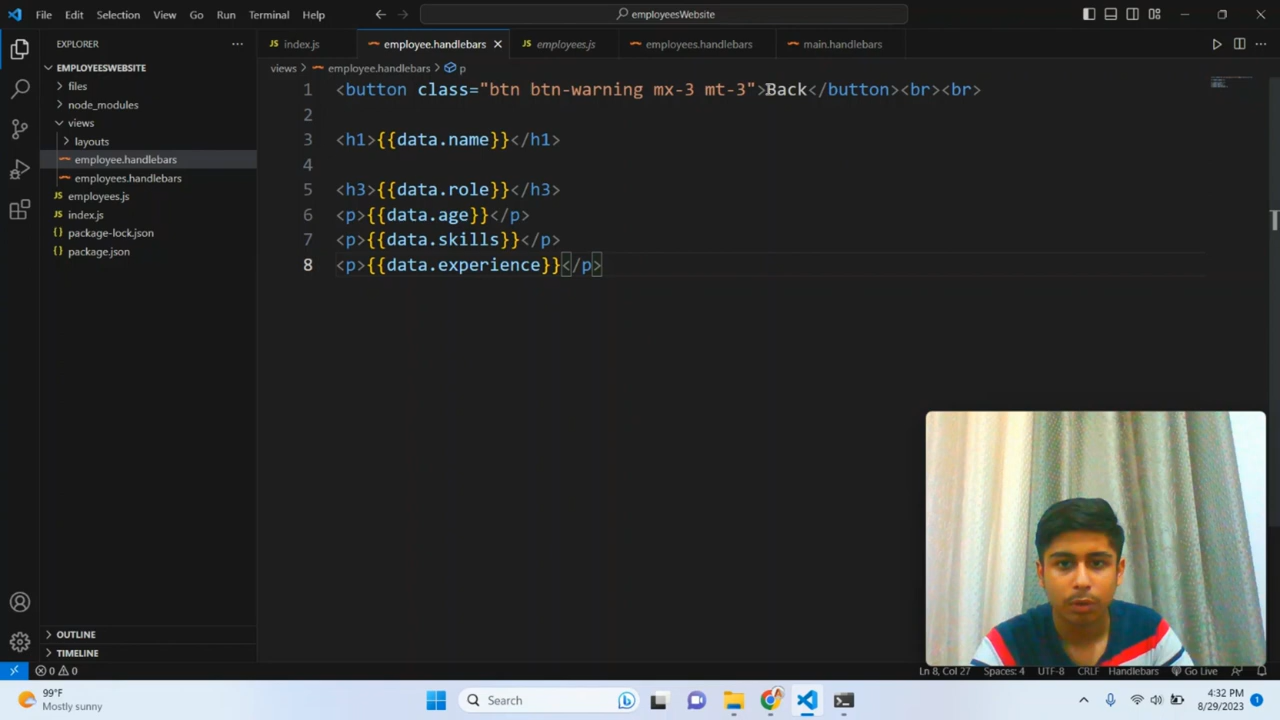 File Edit Selection View Go Run Terminal Help
employeesWebsite
EXPLORER
index.js
employee.handlebars
employees.js
employees.handlebars
main.handlebars
EMPLOYEESWEBSITE
files
node_modules
views
layouts
employee.handlebars
employees.handlebars
employees.js
index.js
package-lock.json
package.json
views > employee.handlebars > p
1 <button class="btn btn-warning mx-3 mt-3">Back</button><br><br>
2
3 <h1>{{data.name}}</h1>
4
5 <h3>{{data.role}}</h3>
6 <p>{{data.age}}</p>
7 <p>{{data.skills}}</p>
8 <p>{{data.experience}}</p>
OUTLINE
TIMELINE
0 0
Ln 8, Col 27 Spaces: 4 UTF-8 CRLF Handlebars Go Live
99°F
Mostly sunny
Search
4:32 PM
8/29/2023
1